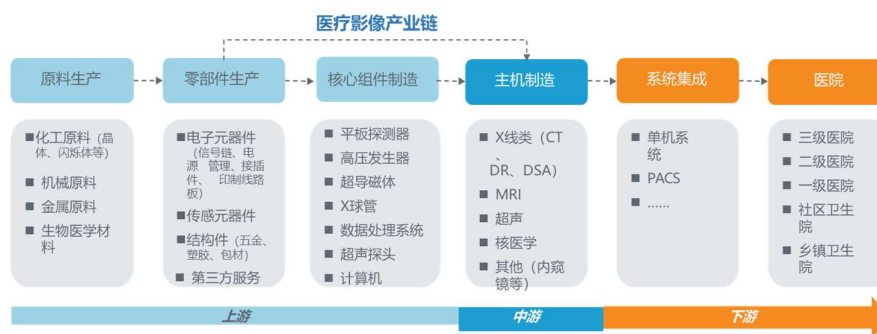 医疗影像产业链
原料生产
零部件生产
核心组件制造
主机制造
系统集成
医院
■化工原料（晶
体、闪烁体等）
■ 机械原料
■ 金属原料
■ 生物医学材
料
■电子元器件
（信号链、电
源 管理、接插
件、 印制线路
板）
■传感元器件
■结构件（五金、
塑胶、包材）
■ 第三方服务
■ 平板探测器
■ 高压发生器
■ 超导磁体
■ X球管
■ 数据处理系统
■ 超声探头
■ 计算机
■ X线类（CT
、
DR、DSA）
■ MRI
■ 超声
■ 核医学
■ 其他（内窥
镜等）
■ 单机系
统
■ PACS
■ ......
■ 三级医院
■ 二级医院
■ 一级医院
■ 社区卫生
院
■ 乡镇卫生
院
上游
中游
下游